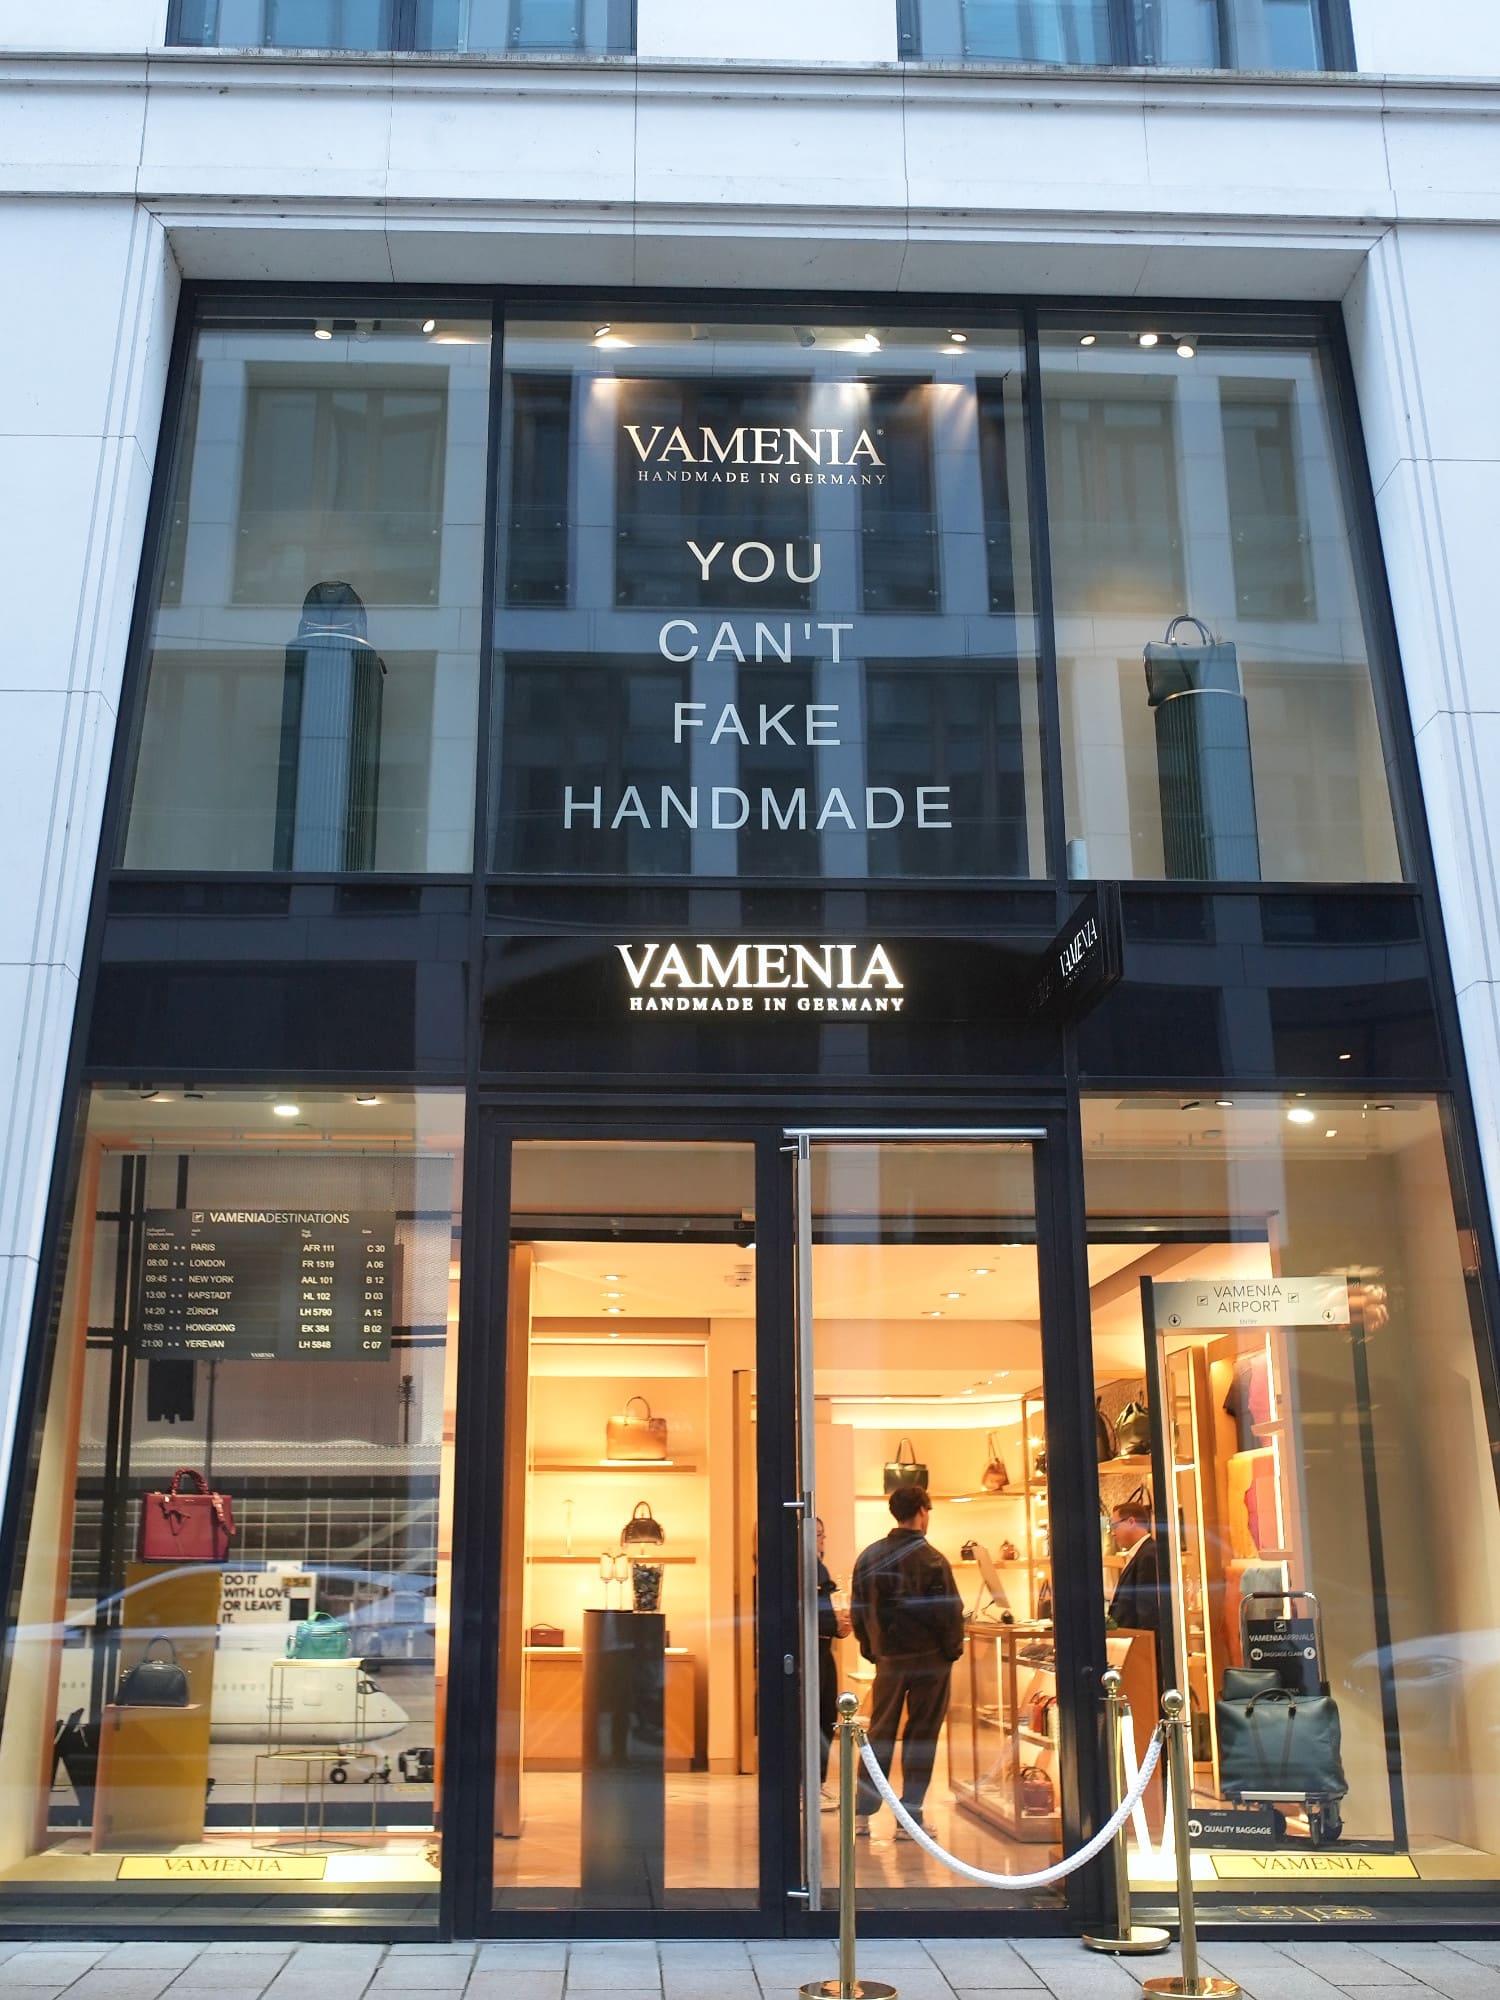 VAMENIA®
HANDMADE IN GERMANY
YOU
CAN'T
FAKE
HANDMADE
VAMENIA
HANDMADE IN GERMANY
VAMENIA
VAMENIADESTINATIONS
06:30 PARIS AFR 111 C 30
08:00 LONDON FR 1519 A 06
09:45 NEW YORK AAL 101 B 12
13:00 KAPSTADT HL 102 D 03
14:20 ZÜRICH LH 5790 A 15
18:50 HONGKONG EK 384 B 02
21:00 YEREVAN LH 5848 C 07
VAMENIA
VAMENIA
AIRPORT
ENTRY
DO IT
WITH LOVE
OR LEAVE
IT.
VAMENIAARRIVALS
BAGGAGE CLAIM
QUALITY BAGGAGE
VAMENIA
VAMENIA